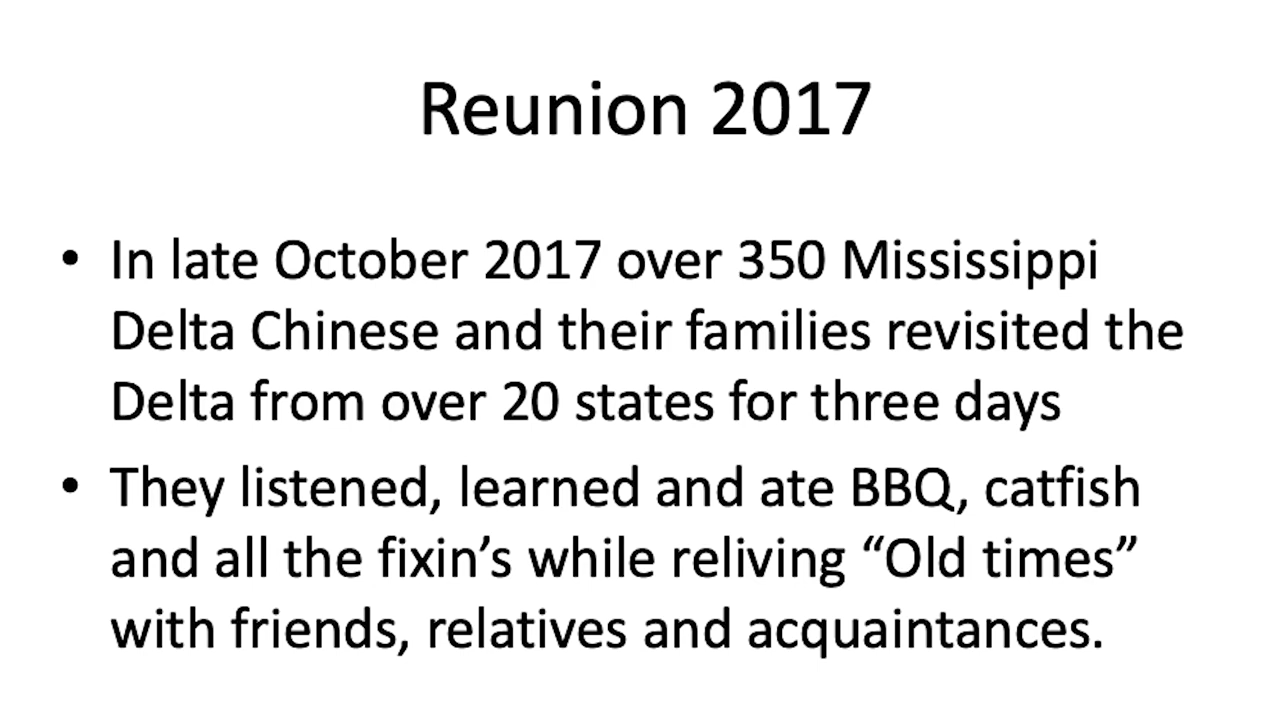 Reunion 2017
• In late October 2017 over 350 Mississippi
Delta Chinese and their families revisited the
Delta from over 20 states for three days
• They listened, learned and ate BBQ, catfish
and all the fixin’s while reliving “Old times”
with friends, relatives and acquaintances.